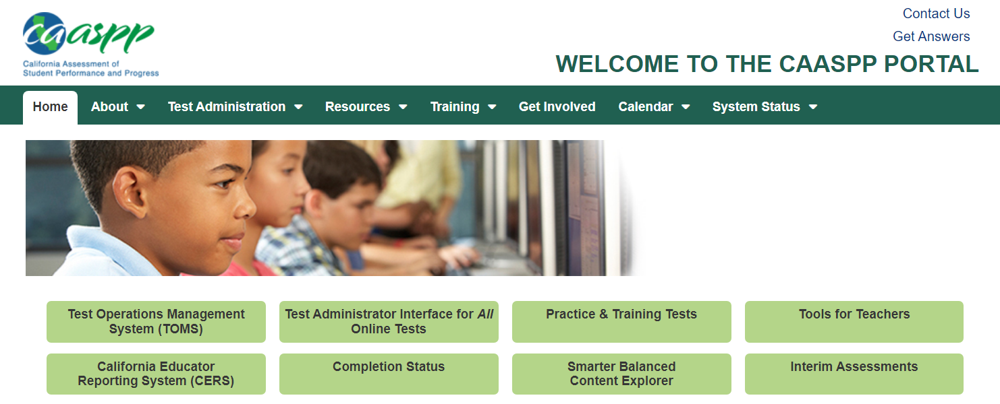 caaspp
California Assessment of
Student Performance and Progress
Contact Us
Get Answers
WELCOME TO THE CAASPP PORTAL
Home About Test Administration Resources Training Get Involved Calendar System Status
Test Operations Management
System (TOMS)
Test Administrator Interface for All
Online Tests
Practice & Training Tests
Tools for Teachers
California Educator
Reporting System (CERS)
Completion Status
Smarter Balanced
Content Explorer
Interim Assessments